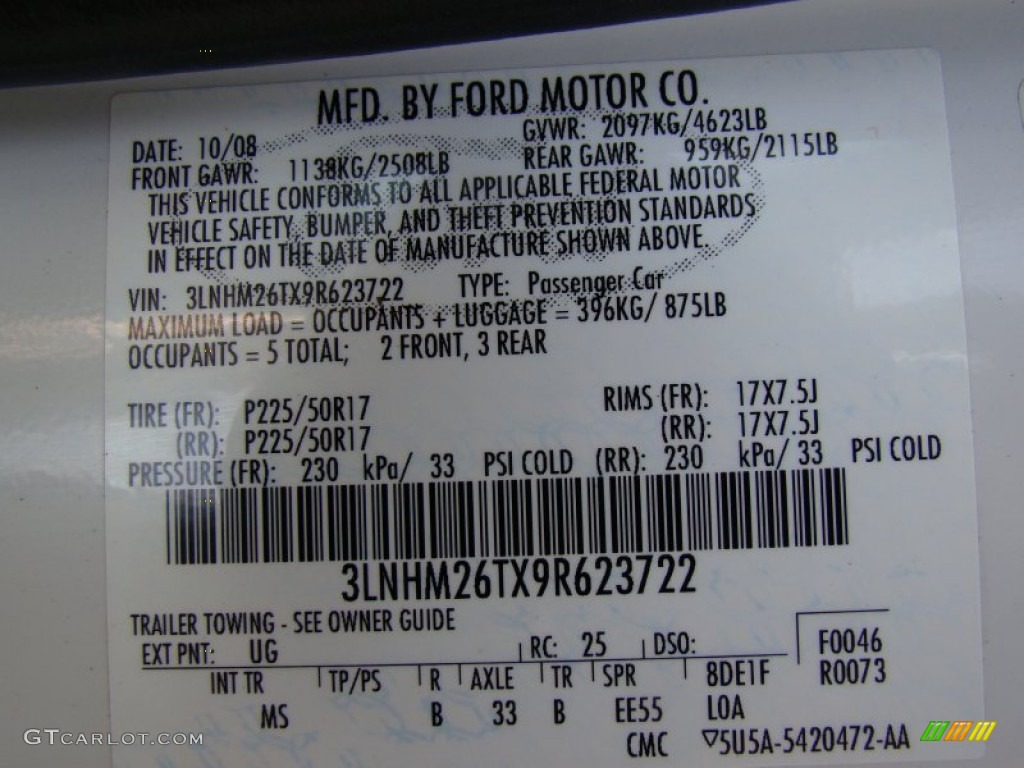 MFD. BY FORD MOTOR CO.
DATE: 10/08 GVWR: 2097KG/4623LB
FRONT GAWR: 1138KG/2508LB REAR GAWR: 959KG/2115LB
THIS VEHICLE CONFORMS TO ALL APPLICABLE FEDERAL MOTOR
VEHICLE SAFETY, BUMPER, AND THEFT PREVENTION STANDARDS
IN EFFECT ON THE DATE OF MANUFACTURE SHOWN ABOVE.
VIN: 3LNHM26TX9R623722 TYPE: Passenger Car
MAXIMUM LOAD = OCCUPANTS + LUGGAGE = 396KG/ 875LB
OCCUPANTS = 5 TOTAL; 2 FRONT, 3 REAR
TIRE (FR): P225/50R17 RIMS (FR): 17X7.5J
(RR): P225/50R17 (RR): 17X7.5J
PRESSURE (FR): 230 kPa/ 33 PSI COLD (RR): 230 kPa/ 33 PSI COLD
3LNHM26TX9R623722
TRAILER TOWING - SEE OWNER GUIDE
EXT PNT: UG RC: 25 DSO: F0046
INT TR TP/PS R AXLE TR SPR 8DE1F R0073
MS B 33 B EE55 LOA
CMC ▽5U5A-5420472-AA
GTCARLOT.COM